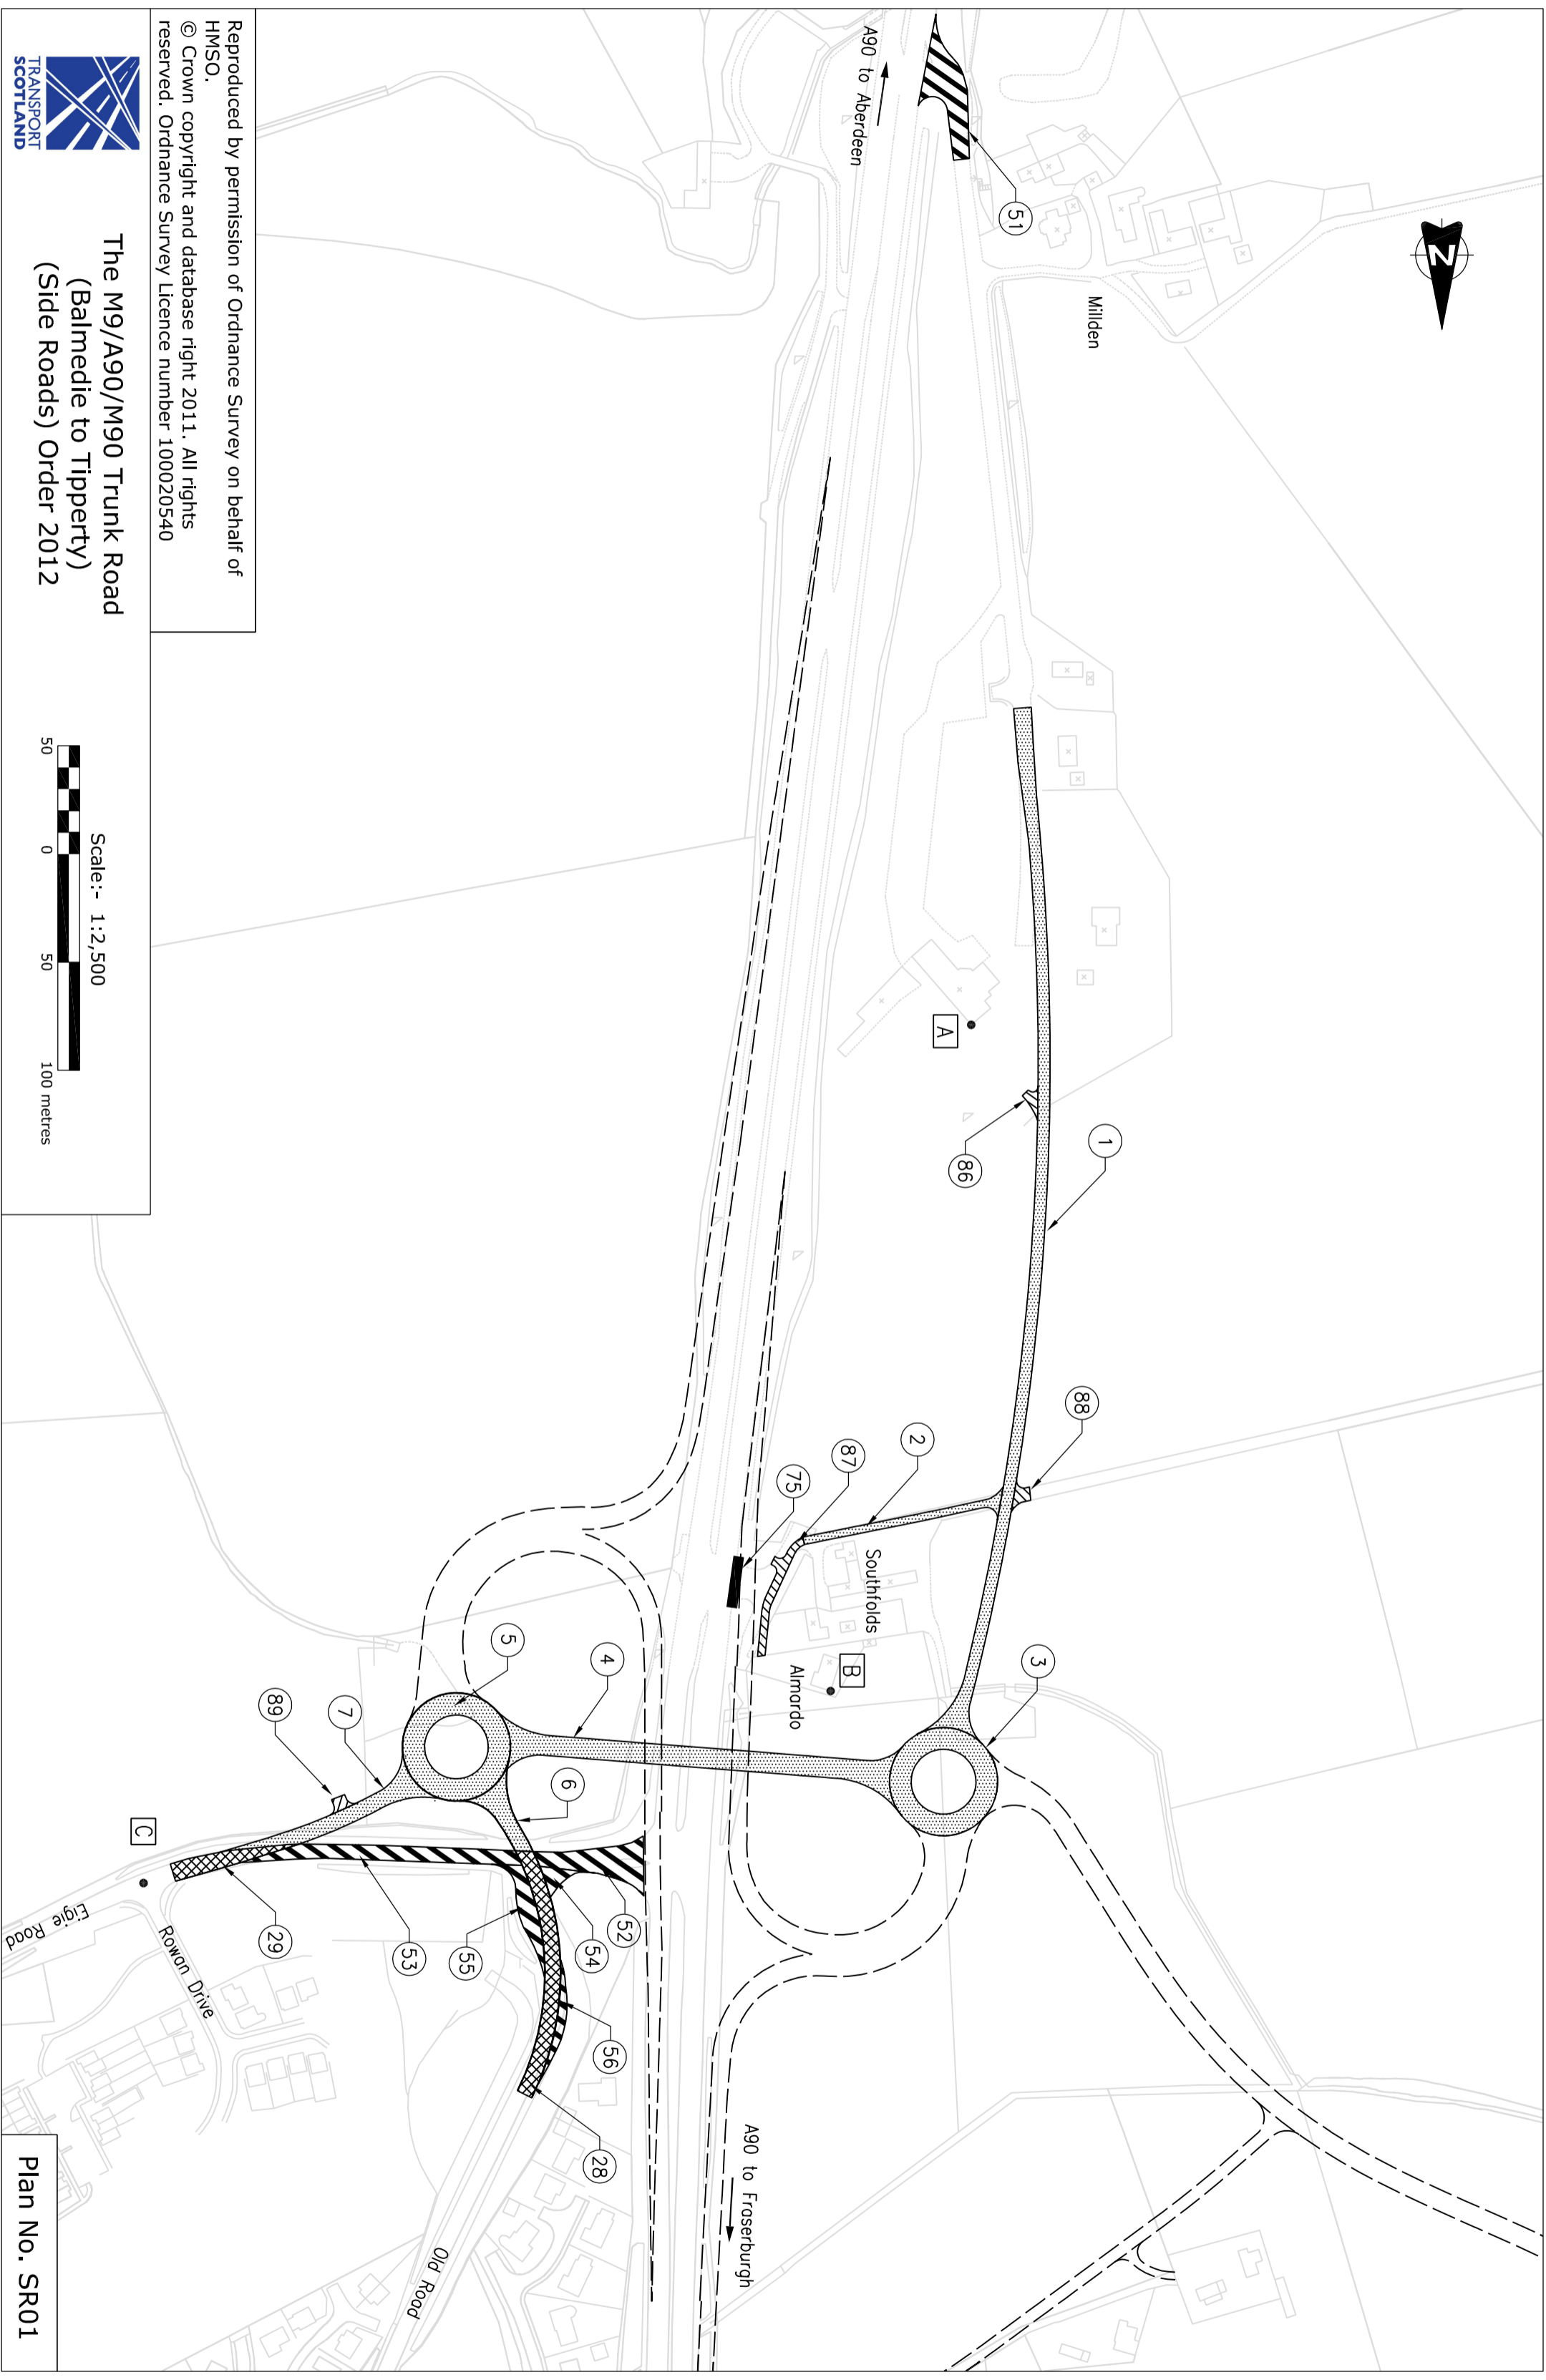 A90 to Aberdeen
51
Millden
N
A
86
1
88
2
87
75
Southfolds
B
Almardo
3
5
4
6
7
89
C
29
53
55
54
52
56
28
Eigie Road
Rowan Drive
Old Road
A90 to Fraserburgh
Reproduced by permission of Ordnance Survey on behalf of
HMSO.
© Crown copyright and database right 2011. All rights
reserved. Ordnance Survey Licence number 100020540
TRANSPORT
SCOTLAND
The M9/A90/M90 Trunk Road
(Balmedie to Tipperty)
(Side Roads) Order 2012
Scale:- 1:2,500
50 0 50 100 metres
Plan No. SR01